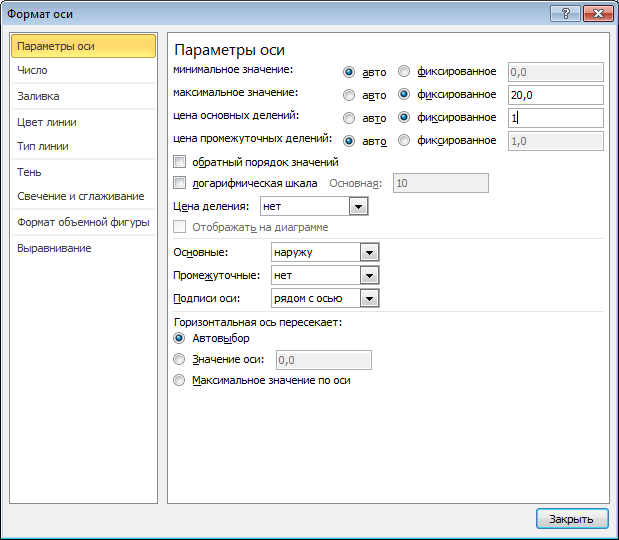 Формат оси
Параметры оси
Число
Заливка
Цвет линии
Тип линии
Тень
Свечение и сглаживание
Формат объемной фигуры
Выравнивание
Параметры оси
минимальное значение: авто фиксированное 0,0
максимальное значение: авто фиксированное 20,0
цена основных делений: авто фиксированное 1
цена промежуточных делений: авто фиксированное 1,0
обратный порядок значений
логарифмическая шкала Основная: 10
Цена деления: нет
Отображать на диаграмме
Основные: наружу
Промежуточные: нет
Подписи оси: рядом с осью
Горизонтальная ось пересекает:
Автовыбор
Значение оси: 0,0
Максимальное значение по оси
Закрыть